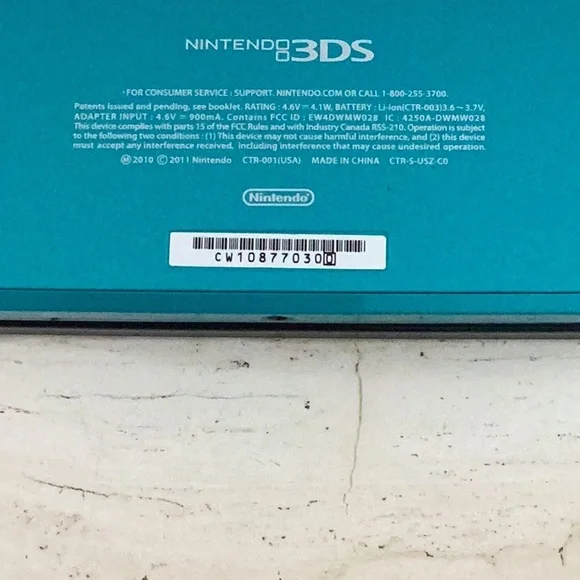 NINTENDO 3DS
· FOR CONSUMER SERVICE : SUPPORT. NINTENDO.COM OR CALL 1-800-255-3700.
Patents issued and pending, see booklet. RATING : 4.6V⎓4.1W, BATTERY : Li-ion(CTR-003)3.6~3.7V,
ADAPTER INPUT : 4.6V⎓900mA. Contains FCC ID : EW4DWMW028 IC : 4250A-DWMW028
This device complies with parts 15 of the FCC Rules and with Industry Canada RSS-210. Operation is subject
to the following two conditions : (1) This device may not cause harmful interference, and (2) this device
must accept any interference received, including interference that may cause undesired operation.
Ⓜ 2010 © 2011 Nintendo CTR-001(USA) MADE IN CHINA CTR-S-USZ-C0
Nintendo
CW108770300